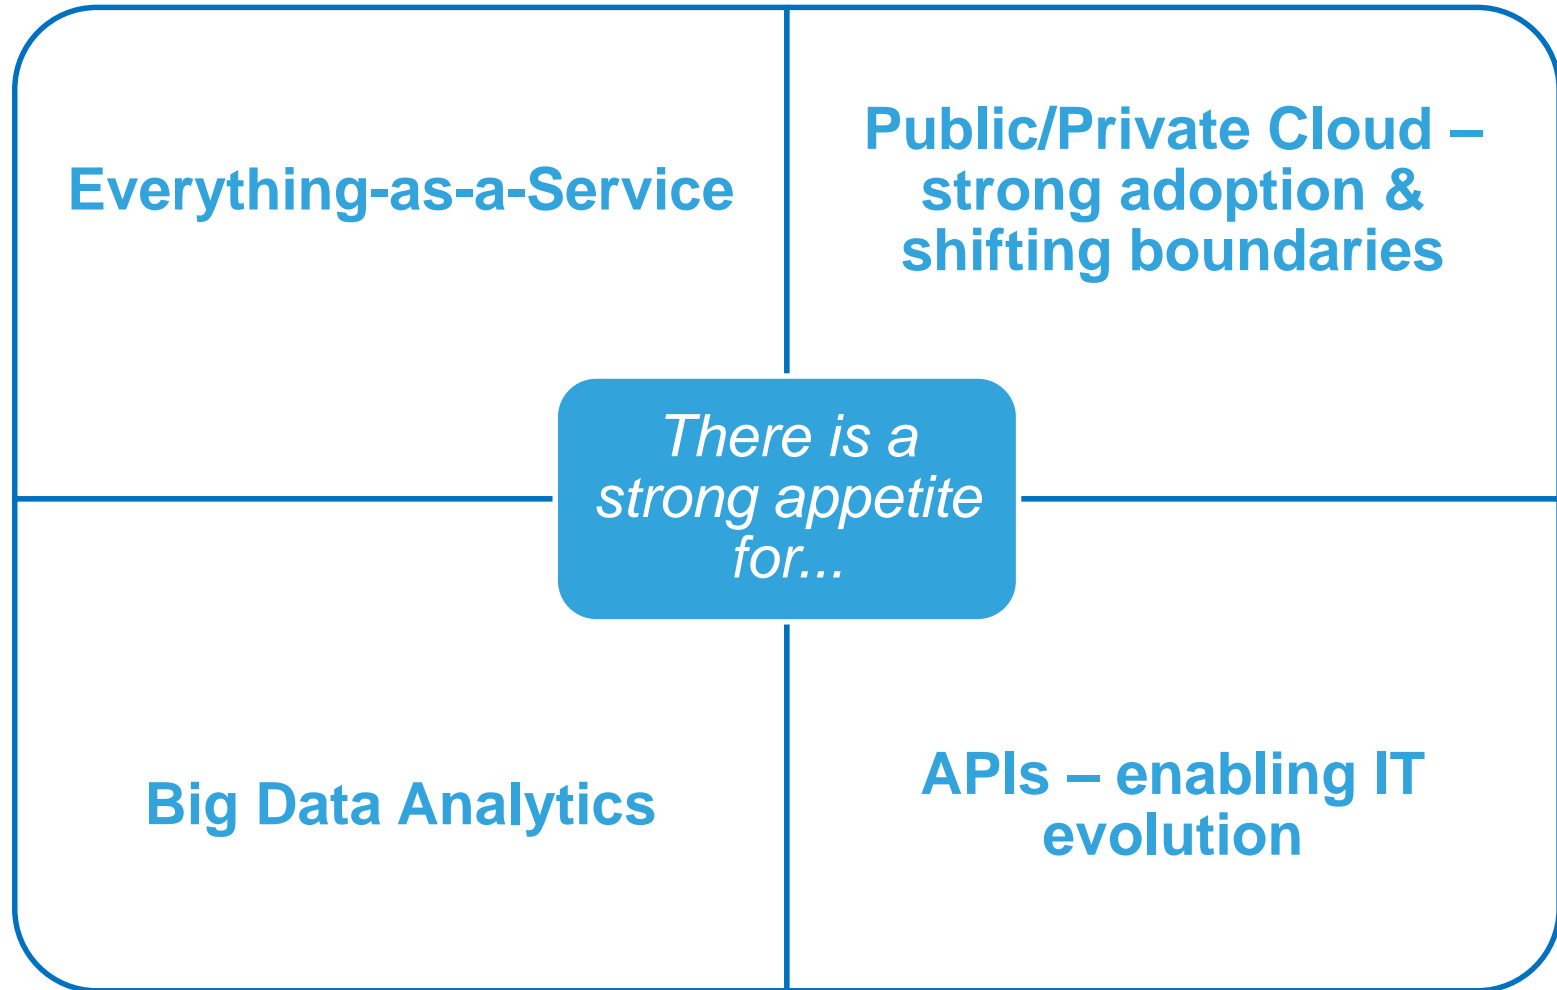 Everything-as-a-Service
Public/Private Cloud –
strong adoption &
shifting boundaries
There is a
strong appetite
for...
Big Data Analytics
APIs – enabling IT
evolution